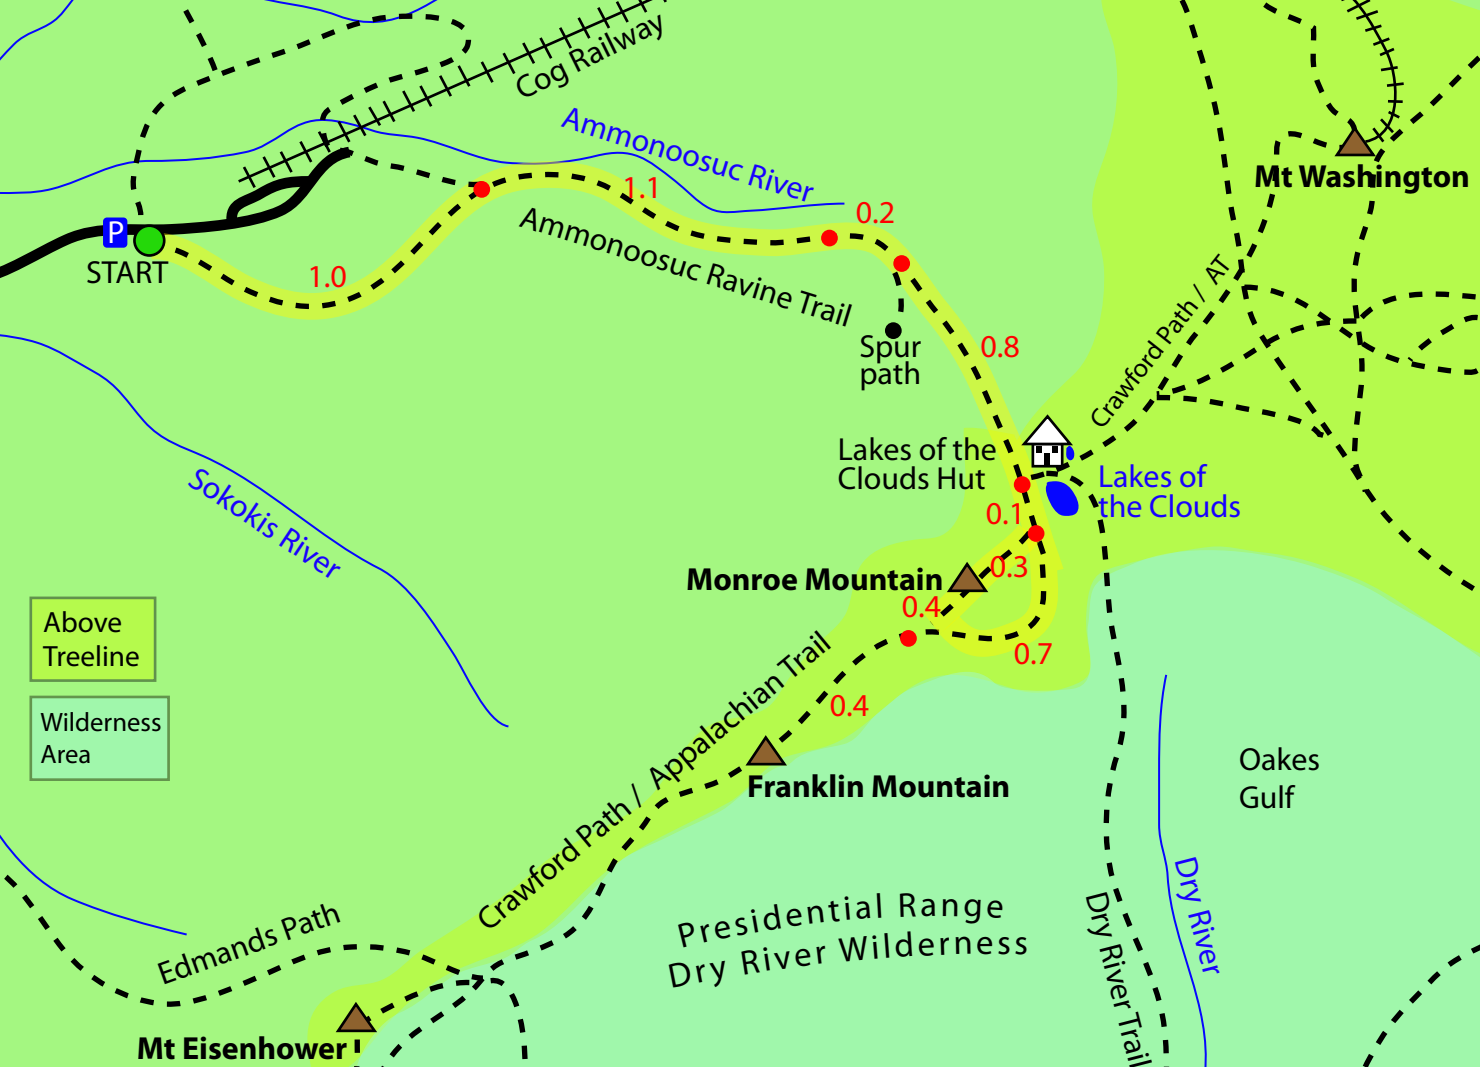 Cog Railway
Ammonoosuc River
Mt Washington
P
START
1.0
1.1
0.2
Ammonoosuc Ravine Trail
Spur
path
0.8
Crawford Path / AT
Lakes of the
Clouds Hut
Lakes of
the Clouds
Sokokis River
0.1
0.3
Monroe Mountain
0.4
0.7
Above
Treeline
Wilderness
Area
0.4
Crawford Path / Appalachian Trail
Franklin Mountain
Oakes
Gulf
Presidential Range
Dry River Wilderness
Dry River
Dry River Trail
Edmands Path
Mt Eisenhower